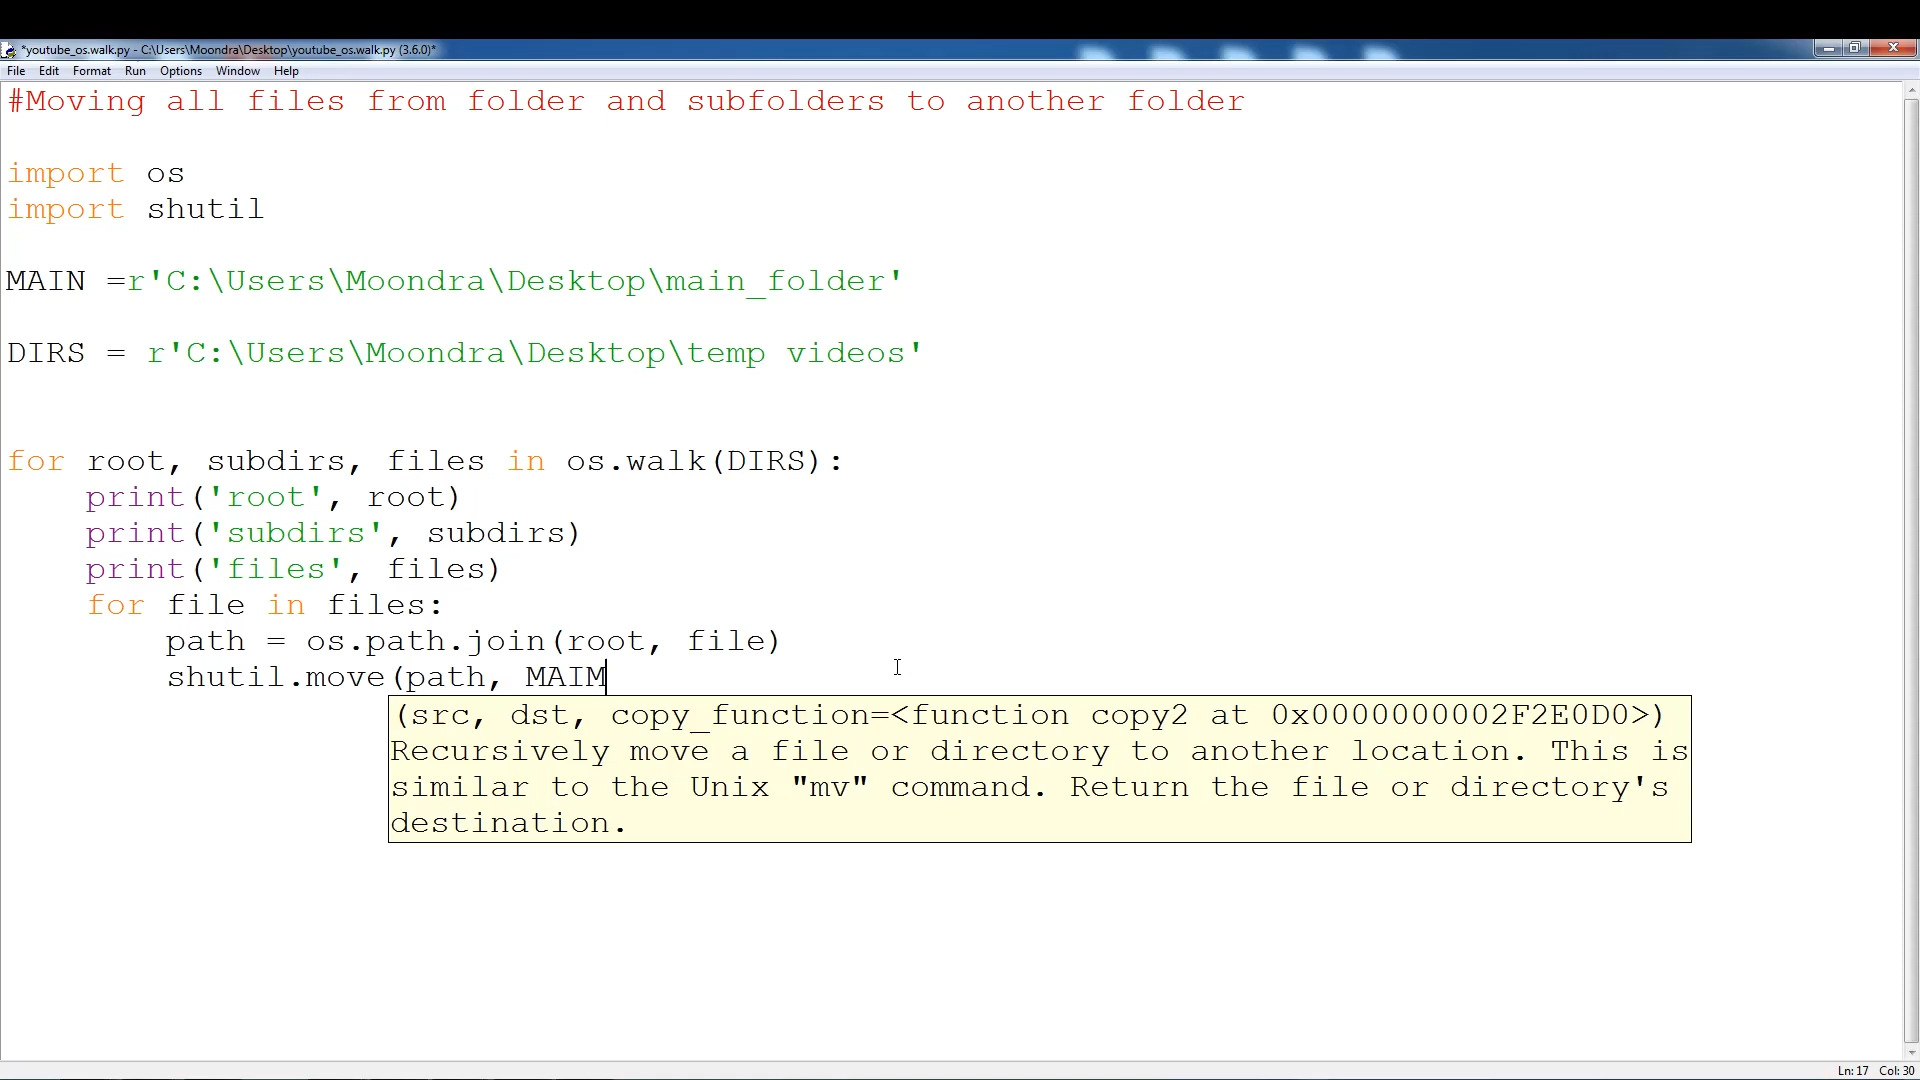 *youtube_os.walk.py - C:\Users\Moondra\Desktop\youtube_os.walk.py (3.6.0)*
File Edit Format Run Options Window Help
#Moving all files from folder and subfolders to another folder
import os
import shutil
MAIN =r'C:\Users\Moondra\Desktop\main_folder'
DIRS = r'C:\Users\Moondra\Desktop\temp videos'
for root, subdirs, files in os.walk(DIRS):
    print('root', root)
    print('subdirs', subdirs)
    print('files', files)
    for file in files:
        path = os.path.join(root, file)
        shutil.move(path, MAIM
(src, dst, copy_function=<function copy2 at 0x0000000002F2E0D0>)
Recursively move a file or directory to another location. This is
similar to the Unix "mv" command. Return the file or directory's
destination.
Ln: 17 Col: 30